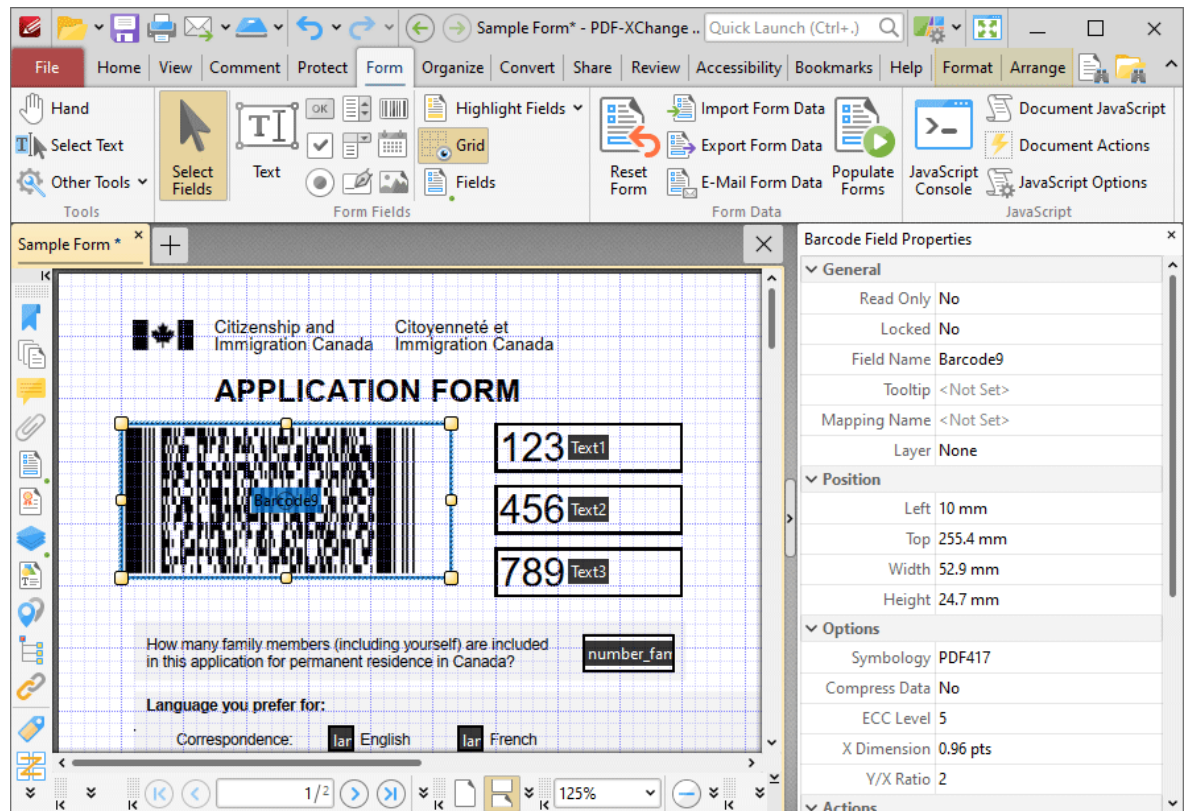 Sample Form* - PDF-XChange ..
Quick Launch (Ctrl+.)
File Home View Comment Protect Form Organize Convert Share Review Accessibility Bookmarks Help Format Arrange
Hand
Select Text
Other Tools
Tools
Select Fields
Text
OK
Form Fields
Highlight Fields
Grid
Fields
Reset Form
Import Form Data
Export Form Data
E-Mail Form Data
Populate Forms
Form Data
JavaScript Console
Document JavaScript
Document Actions
JavaScript Options
JavaScript
Sample Form *
Citizenship and
Immigration Canada
Citoyenneté et
Immigration Canada
APPLICATION FORM
Barcode9
123 Text1
456 Text2
789 Text3
How many family members (including yourself) are included
in this application for permanent residence in Canada?
number_fam
Language you prefer for:
Correspondence: lar English lar French
1/2
125%
Barcode Field Properties
General
Read Only No
Locked No
Field Name Barcode9
Tooltip <Not Set>
Mapping Name <Not Set>
Layer None
Position
Left 10 mm
Top 255.4 mm
Width 52.9 mm
Height 24.7 mm
Options
Symbology PDF417
Compress Data No
ECC Level 5
X Dimension 0.96 pts
Y/X Ratio 2
Actions